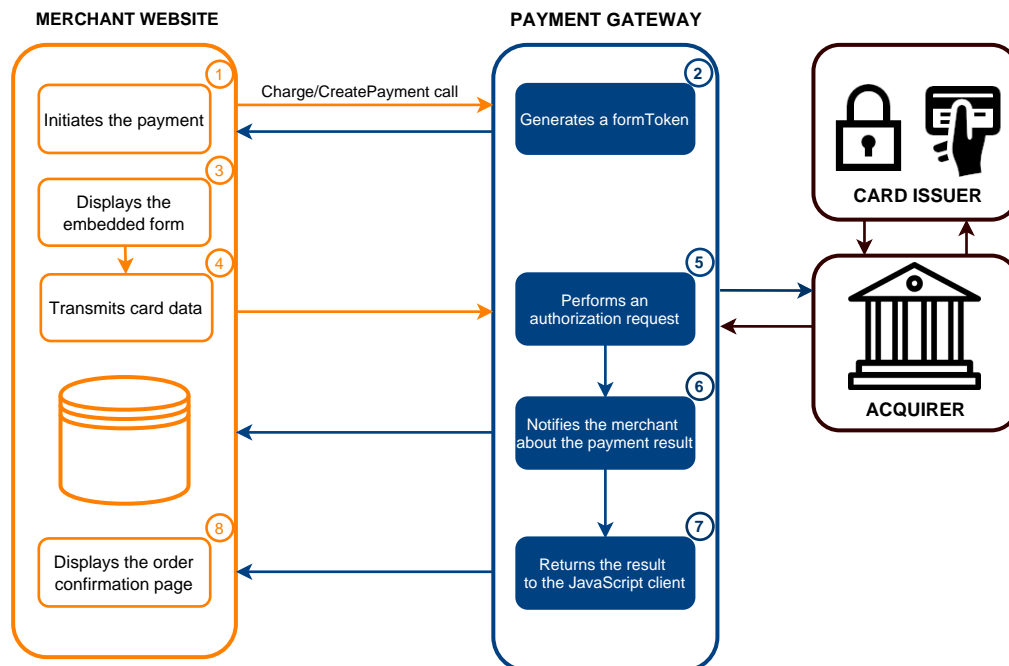 MERCHANT WEBSITE
PAYMENT GATEWAY
1
Initiates the payment
Charge/CreatePayment call
2
Generates a formToken
CARD ISSUER
3
Displays the
embedded form
4
Transmits card data
5
Performs an
authorization request
ACQUIRER
6
Notifies the merchant
about the payment result
7
Returns the result
to the JavaScript client
8
Displays the order
confirmation page